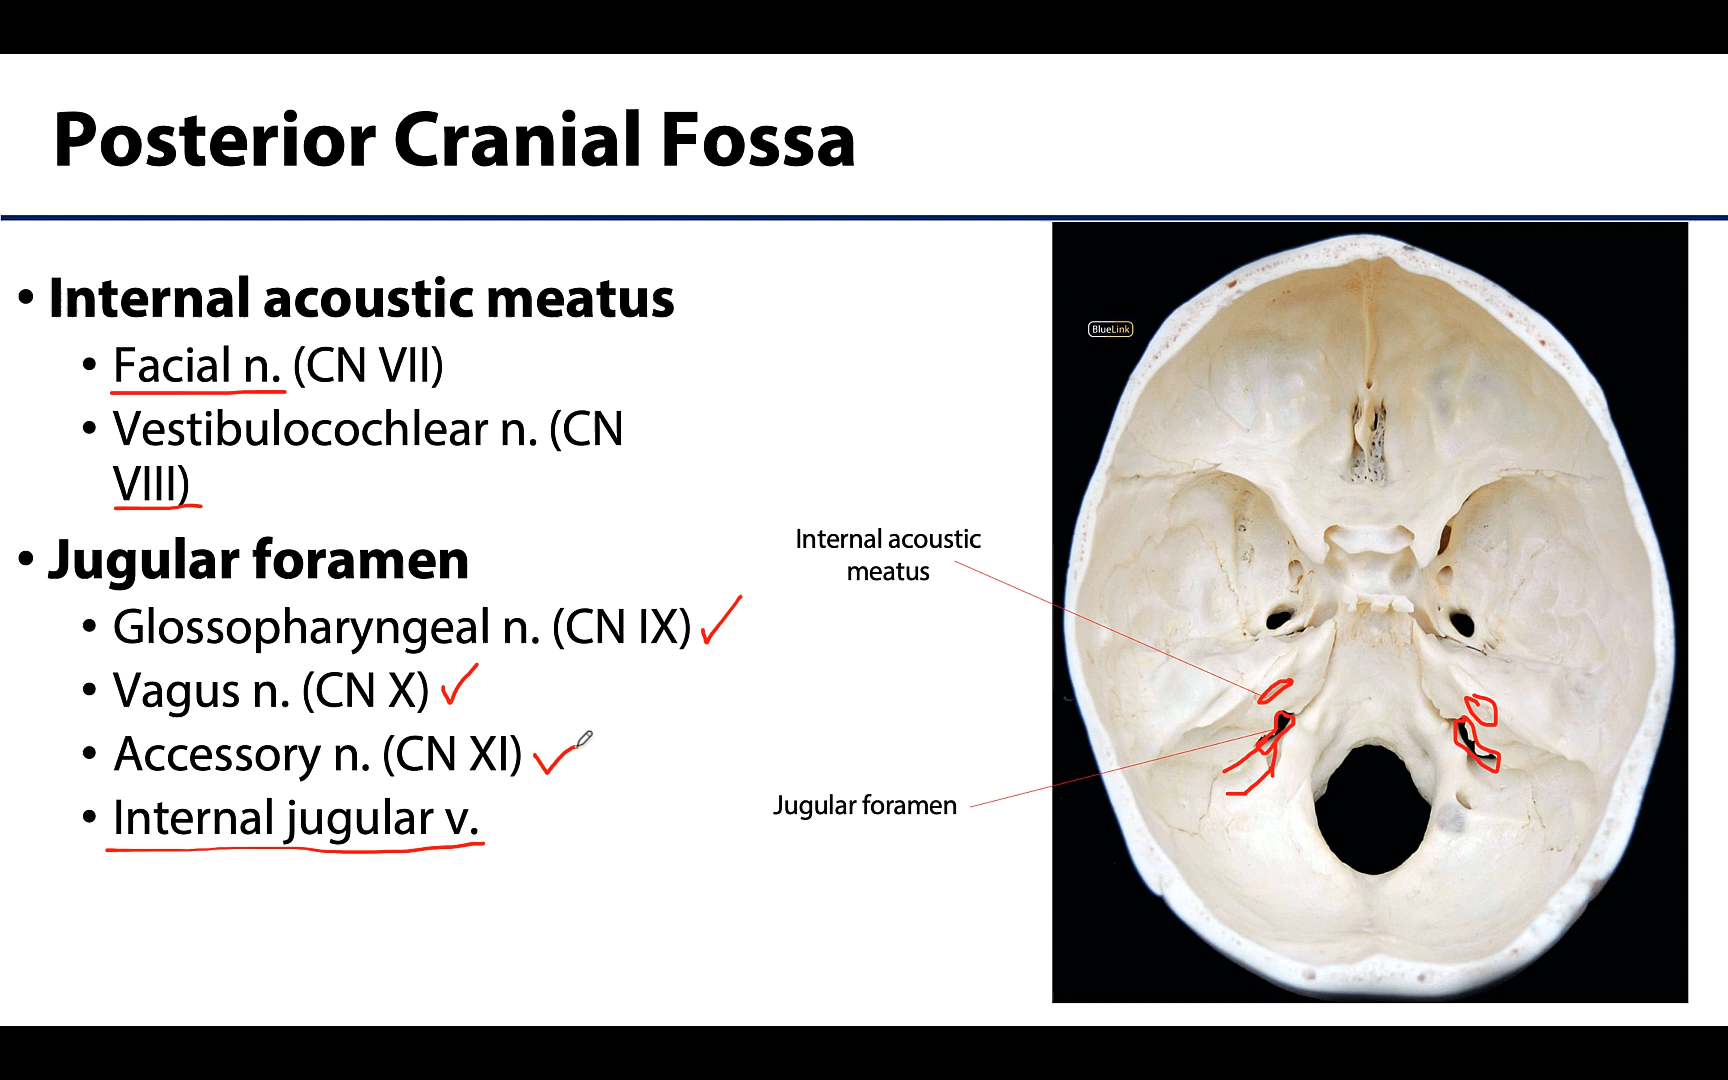 Posterior Cranial Fossa
• Internal acoustic meatus
• Facial n. (CN VII)
• Vestibulocochlear n. (CN
VIII)
• Jugular foramen
• Glossopharyngeal n. (CN IX)
• Vagus n. (CN X)
• Accessory n. (CN XI)
• Internal jugular v.
Internal acoustic
meatus
Jugular foramen
BlueLink